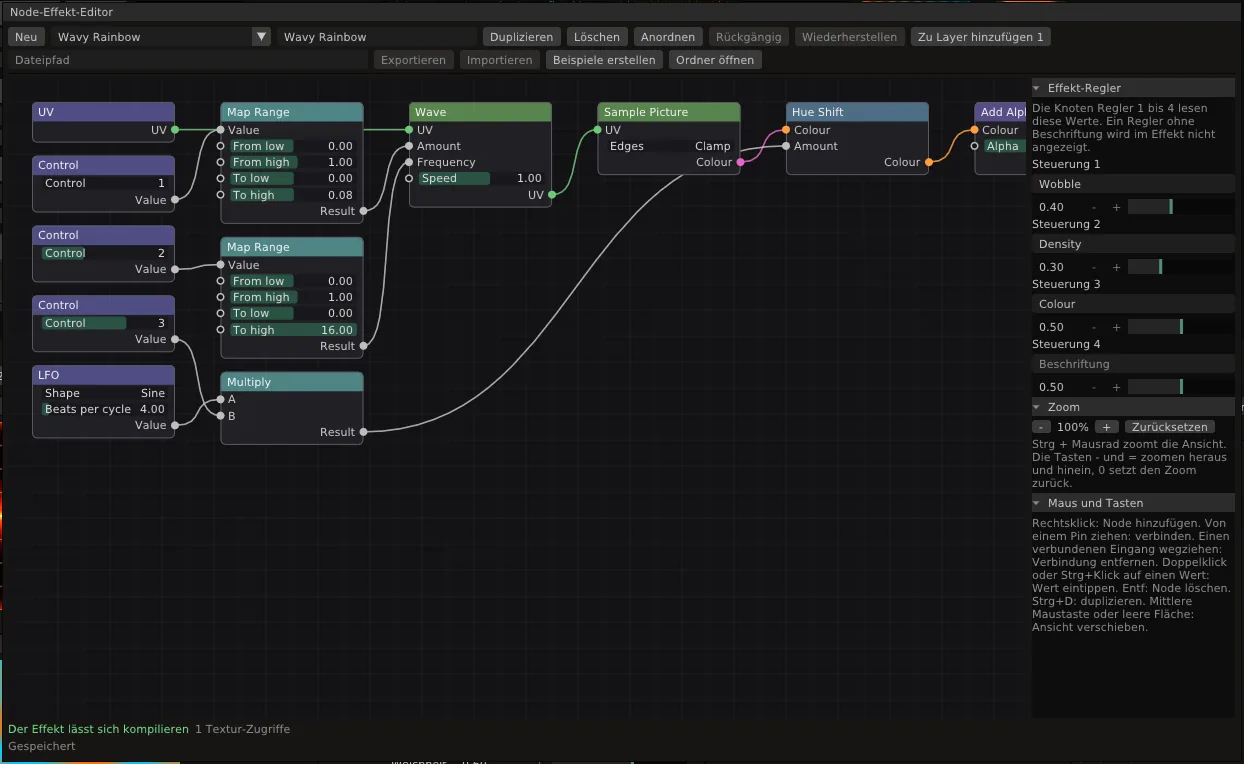 Node-Effekt-Editor
Neu Wavy Rainbow ▼ Wavy Rainbow Duplizieren Löschen Anordnen Rückgängig Wiederherstellen Zu Layer hinzufügen 1
Dateipfad Exportieren Importieren Beispiele erstellen Ordner öffnen
UV
UV
Control
Control 1
Value
Control
Control 2
Value
Control
Control 3
Value
LFO
Shape Sine
Beats per cycle 4.00
Value
Map Range
Value
From low 0.00
From high 1.00
To low 0.00
To high 0.08
Result
Map Range
Value
From low 0.00
From high 1.00
To low 0.00
To high 16.00
Result
Multiply
A
B
Result
Wave
UV
Amount
Frequency
Speed 1.00
UV
Sample Picture
UV
Edges Clamp
Colour
Hue Shift
Colour
Amount
Colour
Add Alp
Colour
Alpha
Effekt-Regler
Die Knoten Regler 1 bis 4 lesen
diese Werte. Ein Regler ohne
Beschriftung wird im Effekt nicht
angezeigt.
Steuerung 1
Wobble
0.40 - +
Steuerung 2
Density
0.30 - +
Steuerung 3
Colour
0.50 - +
Steuerung 4
Beschriftung
0.50 - +
Zoom
- 100% + Zurücksetzen
Strg + Mausrad zoomt die Ansicht.
Die Tasten - und = zoomen heraus
und hinein, 0 setzt den Zoom
zurück.
Maus und Tasten
Rechtsklick: Node hinzufügen. Von
einem Pin ziehen: verbinden. Einen
verbundenen Eingang wegziehen:
Verbindung entfernen. Doppelklick
oder Strg+Klick auf einen Wert:
Wert eintippen. Entf: Node löschen.
Strg+D: duplizieren. Mittlere
Maustaste oder leere Fläche:
Ansicht verschieben.
Der Effekt lässt sich kompilieren 1 Textur-Zugriffe
Gespeichert